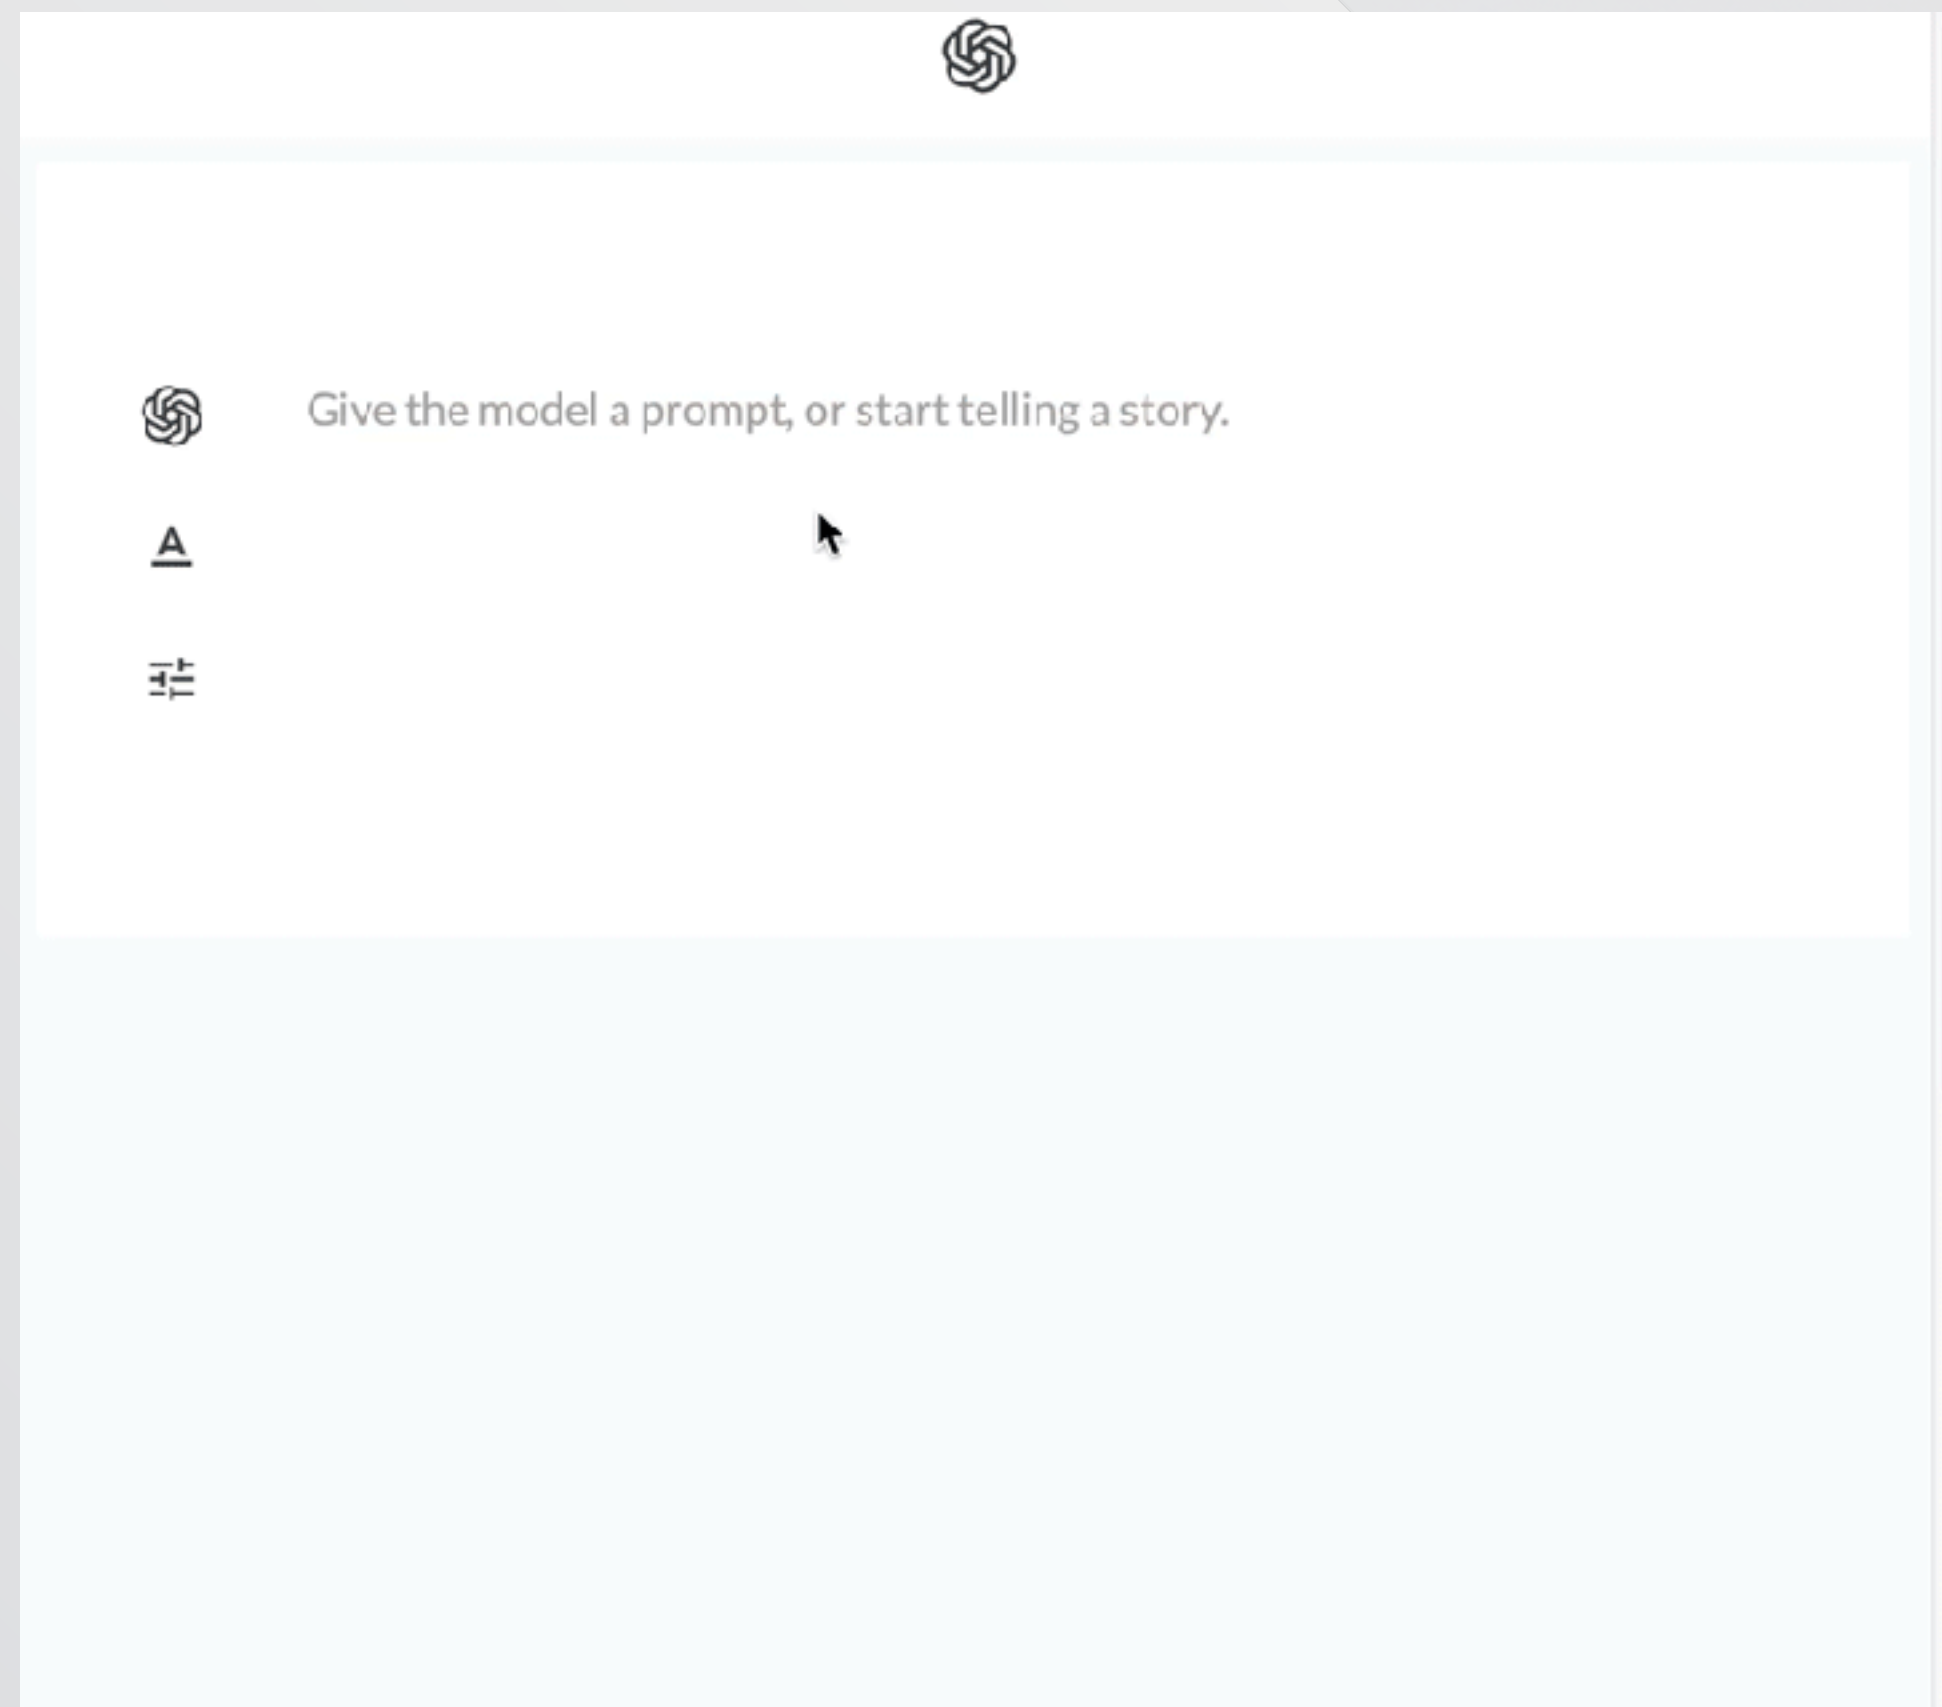 Give the model a prompt, or start telling a story.
A